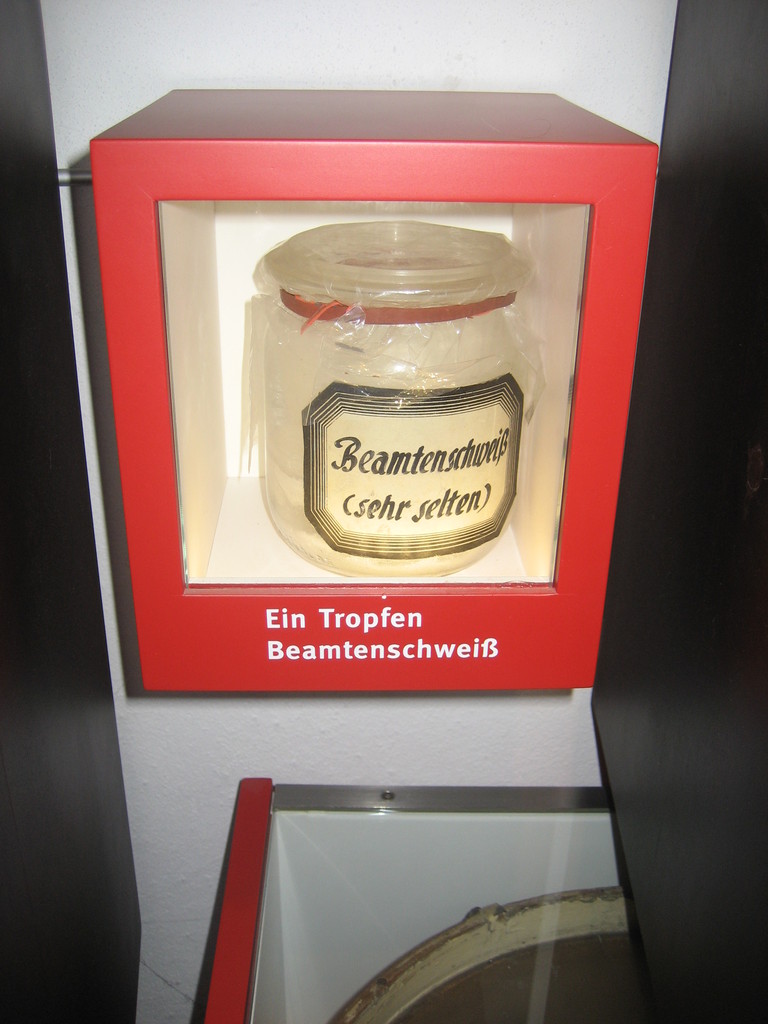 Beamtenschweiß
(sehr selten)
Ein Tropfen
Beamtenschweiß